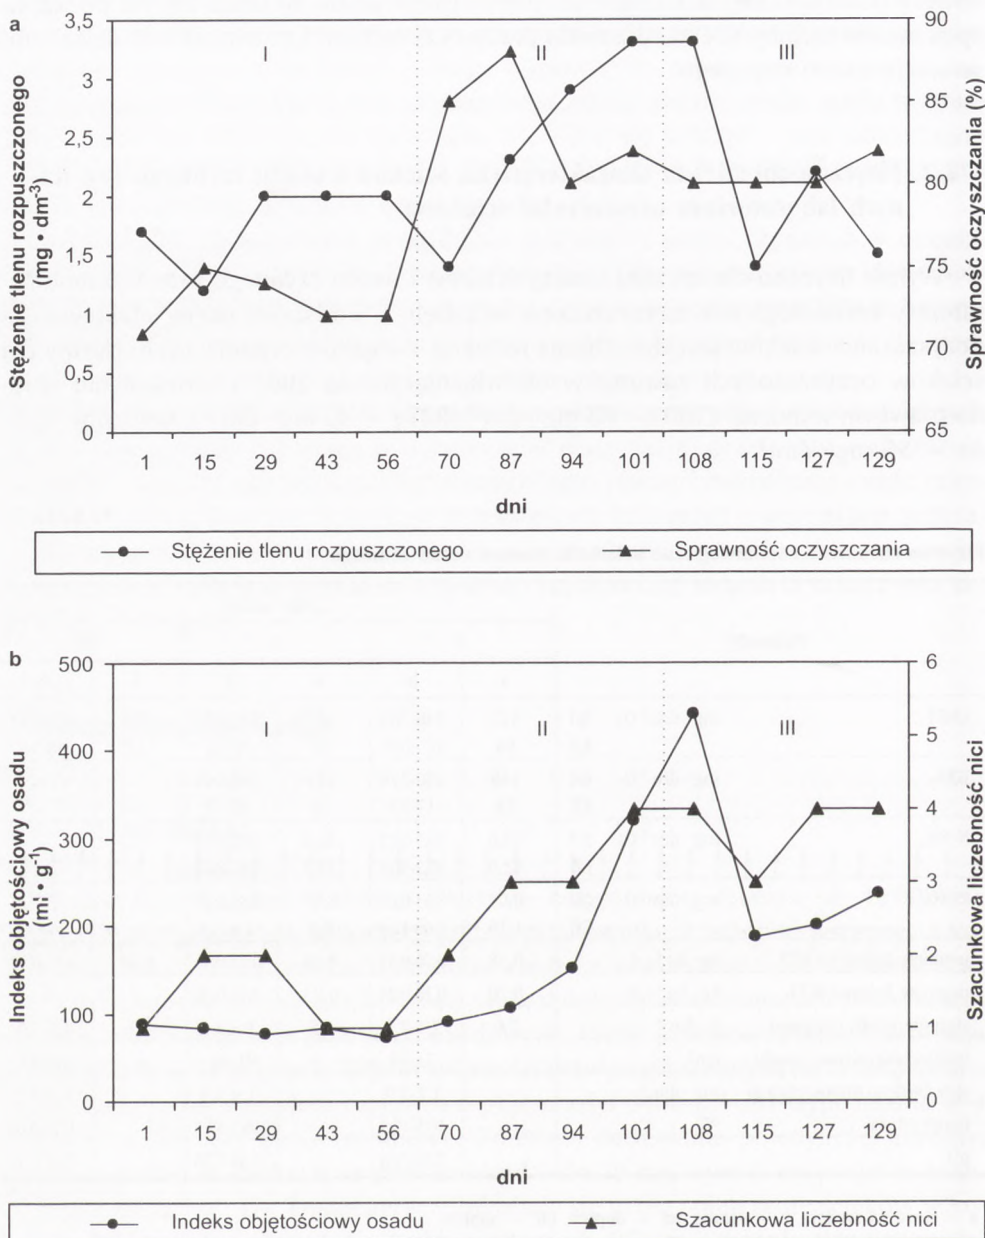 a
Stężenie tlenu rozpuszczonego
(mg • dm-³)
3,5
3
2,5
2
1,5
1
0,5
0
I
II
III
90
85
80
75
70
65
Sprawność oczyszczania (%)
1 15 29 43 56 70 87 94 101 108 115 127 129
dni
Stężenie tlenu rozpuszczonego Sprawność oczyszczania
b
Indeks objętościowy osadu
500
400
300
200
100
0
I
II
III
6
5
4
3
2
1
0
Szacunkowa liczebność nici
1 15 29 43 56 70 87 94 101 108 115 127 129
dni
Indeks objętościowy osadu Szacunkowa liczebność nici